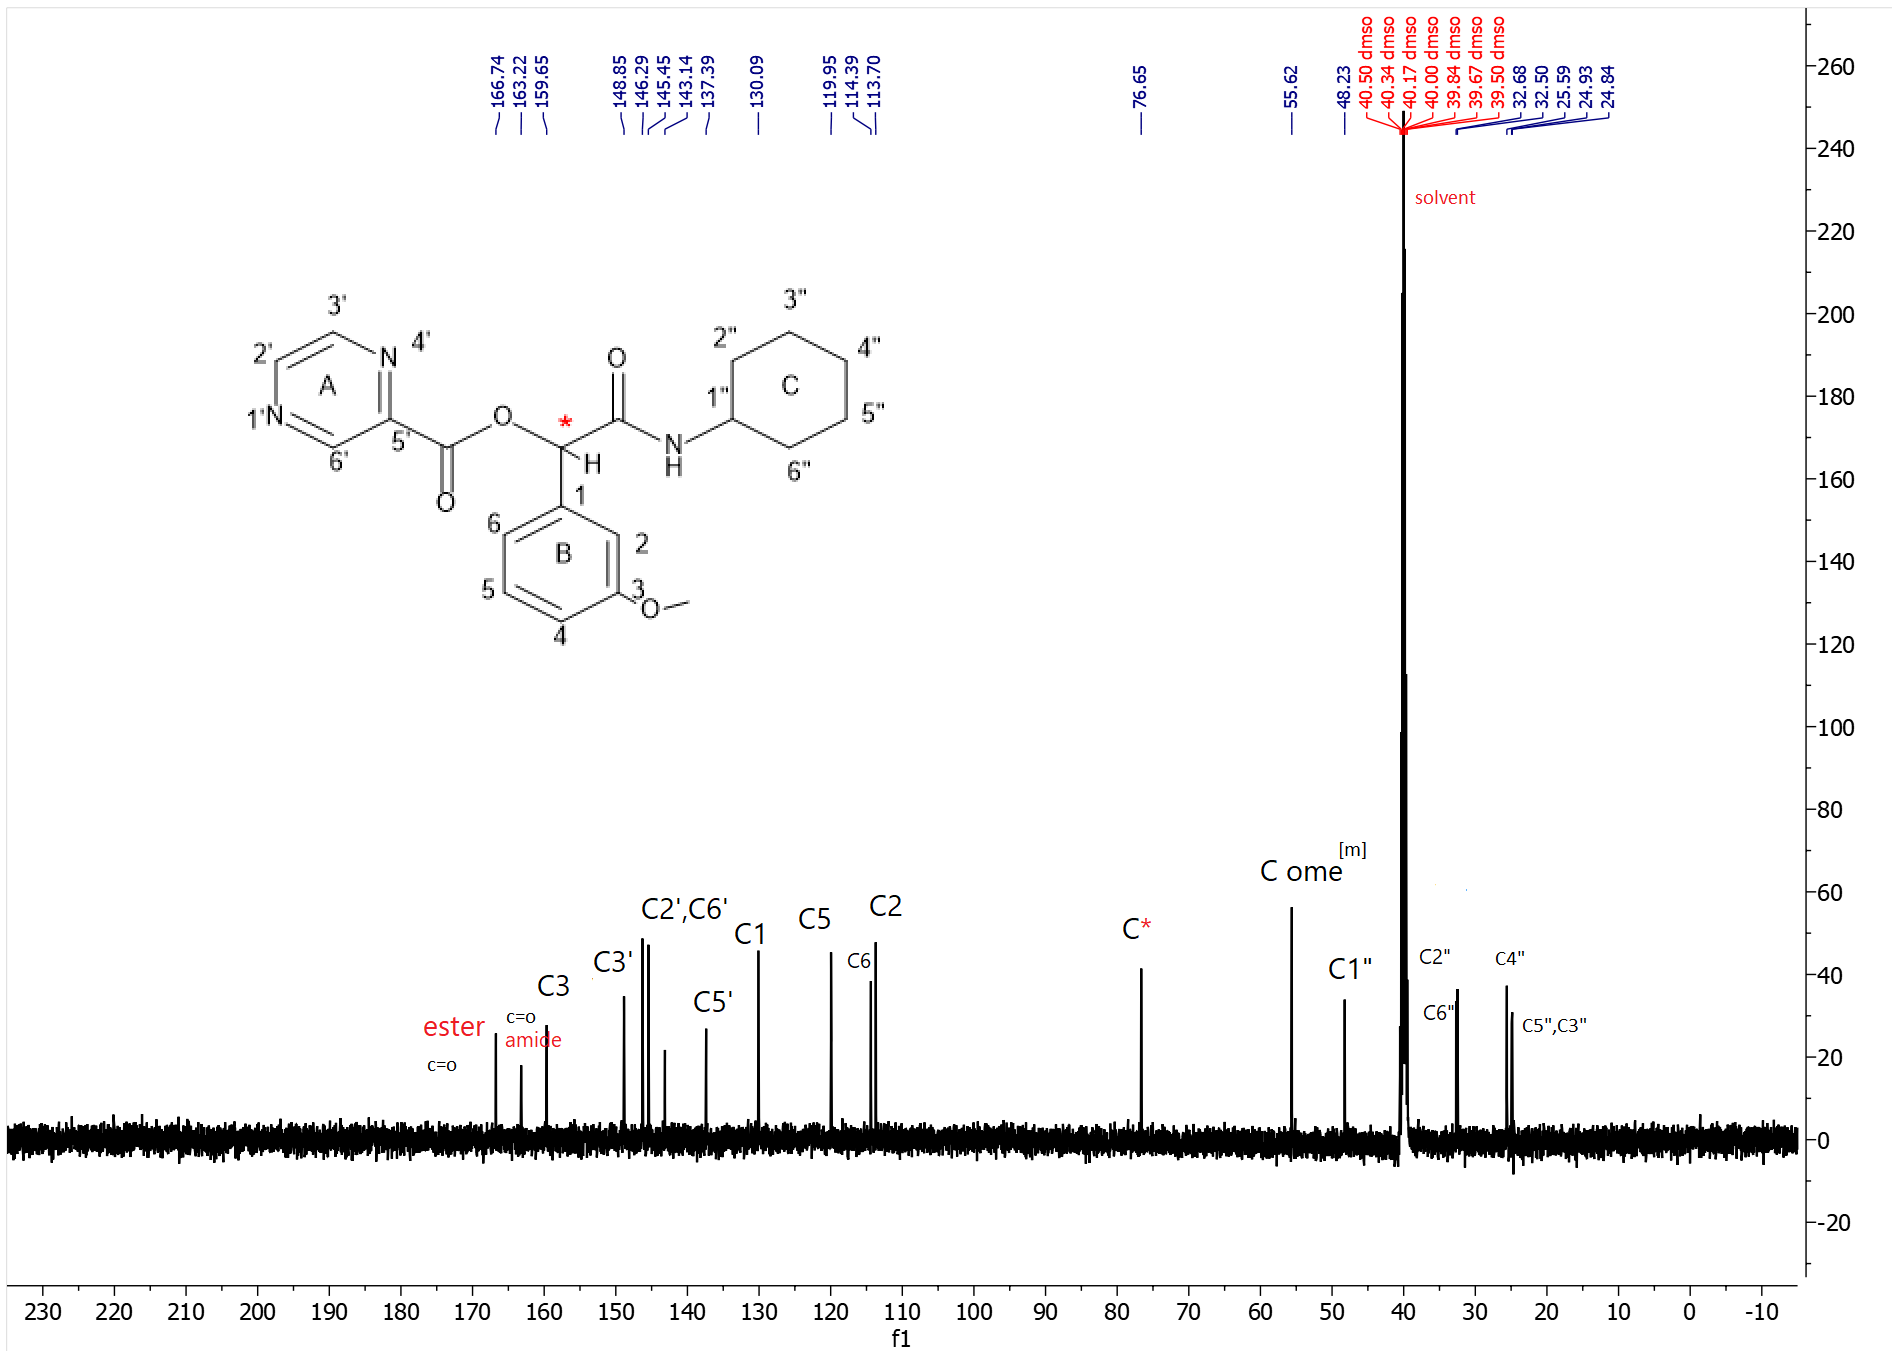 166.74
163.22
159.65
148.85
146.29
145.45
143.14
137.39
130.09
119.95
114.39
113.70
76.65
55.62
48.23
40.50 dmso
40.34 dmso
40.17 dmso
40.00 dmso
39.84 dmso
39.67 dmso
39.50 dmso
32.68
32.50
25.59
24.93
24.84
solvent
3'
4'
2'
N
A
1'N
5'
6'
O
O
*
H
O
N
H
1"
2"
3"
4"
C
5"
6"
1
6
2
B
5
3
O
4
ester
c=o
c=o
amide
C3
C3'
C2',C6'
C5'
C1
C5
C6
C2
C*
C ome[m]
C1"
C2"
C6"
C4"
C5",C3"
260
240
220
200
180
160
140
120
100
80
60
40
20
0
-20
230 220 210 200 190 180 170 160 150 140 130 120 110 100 90 80 70 60 50 40 30 20 10 0 -10
f1